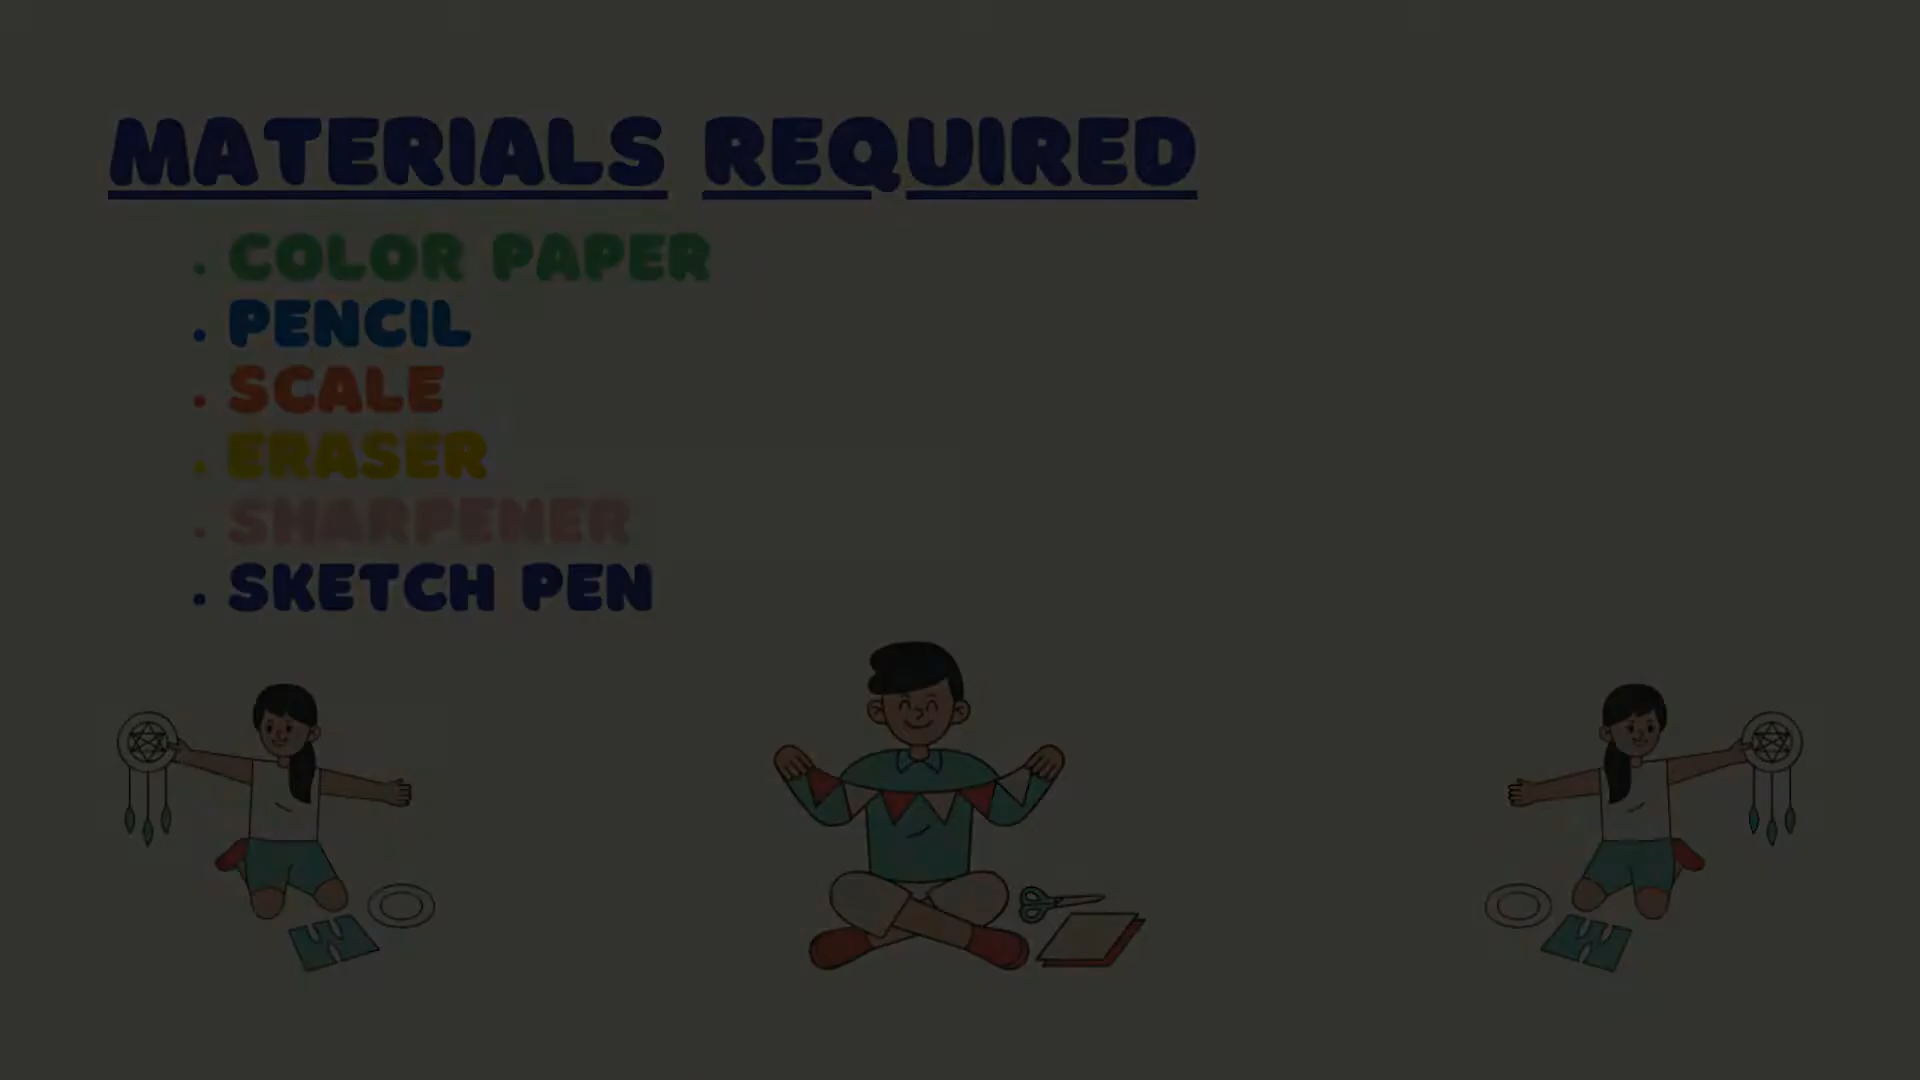 MATERIALS REQUIRED
• COLOR PAPER
• PENCIL
• SCALE
• ERASER
• SHARPENER
• SKETCH PEN